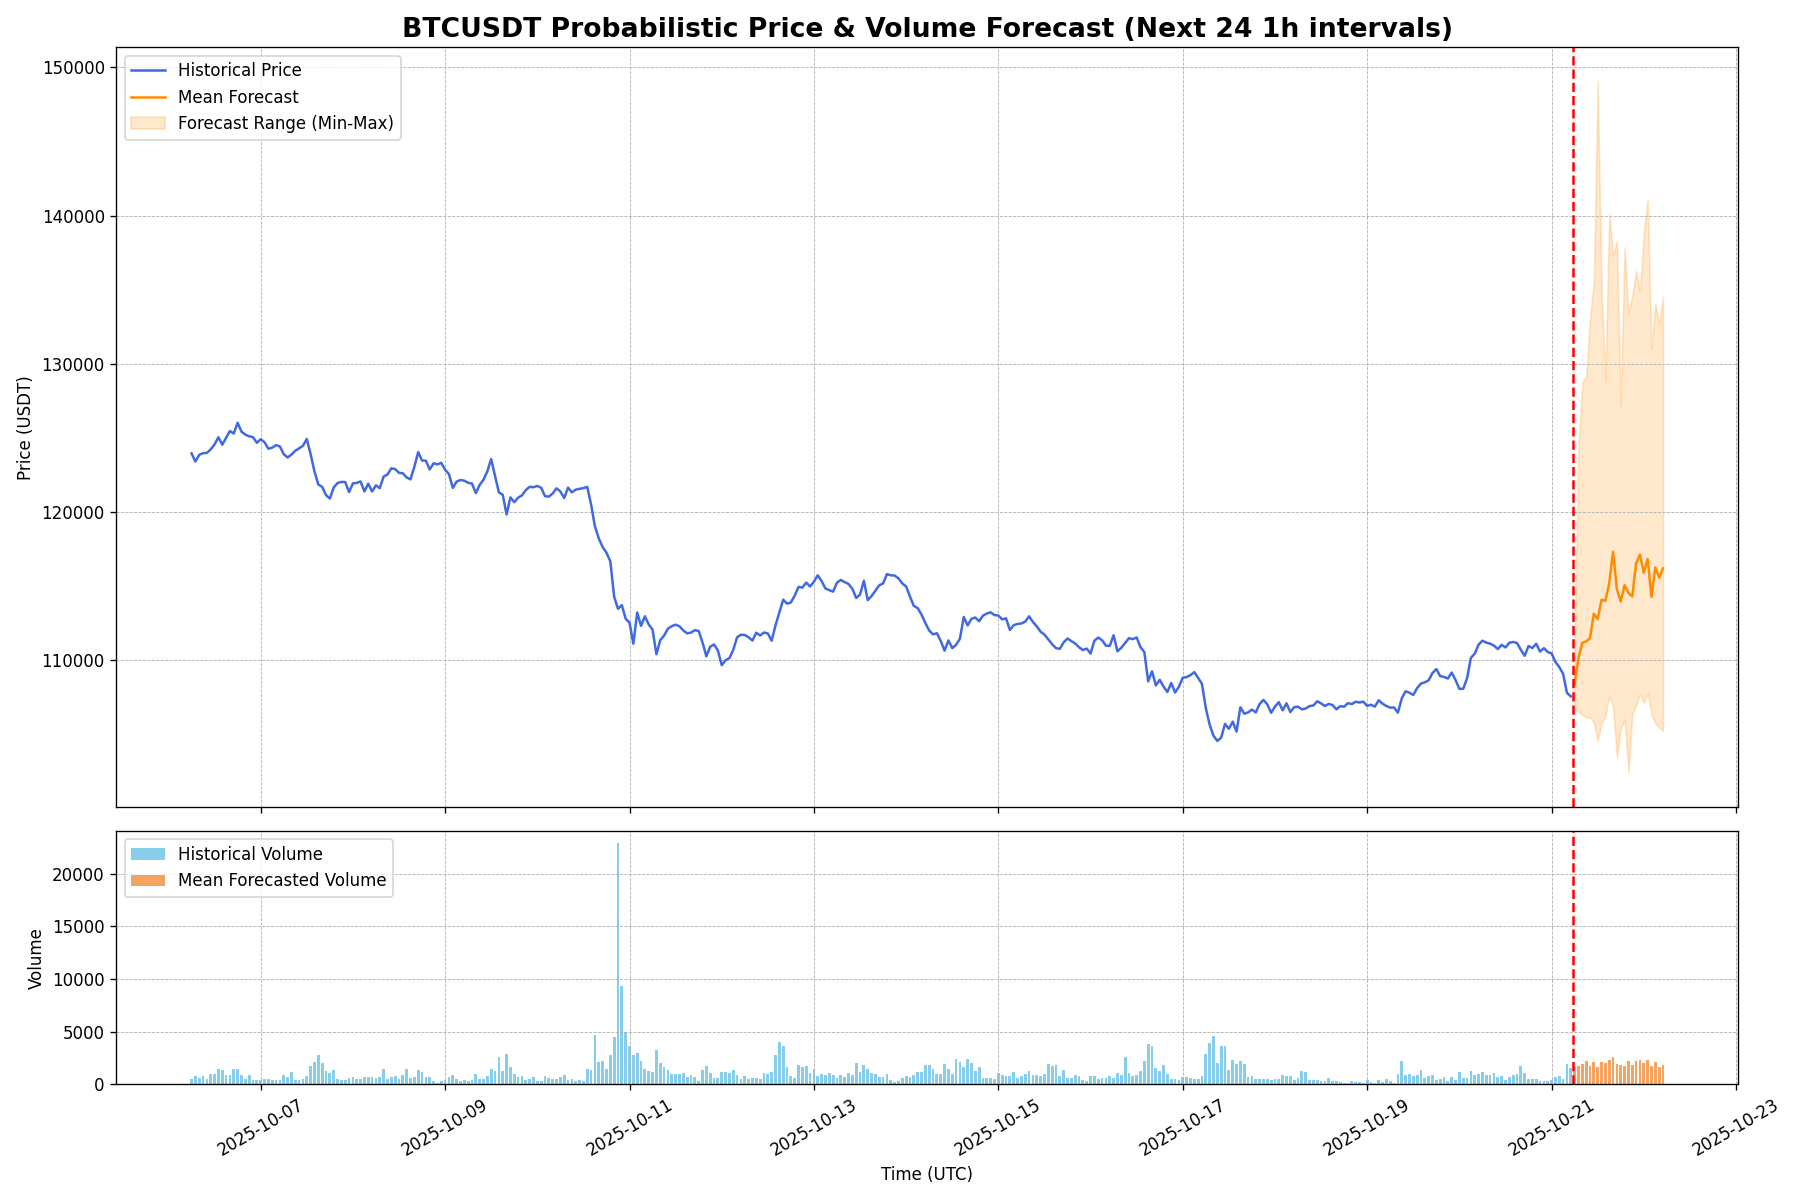 BTCUSDT Probabilistic Price & Volume Forecast (Next 24 1h intervals)
Historical Price
Mean Forecast
Forecast Range (Min-Max)
150000
140000
130000
120000
110000
Price (USDT)
Historical Volume
Mean Forecasted Volume
20000
15000
10000
5000
0
Volume
2025-10-07
2025-10-09
2025-10-11
2025-10-13
2025-10-15
2025-10-17
2025-10-19
2025-10-21
2025-10-23
Time (UTC)